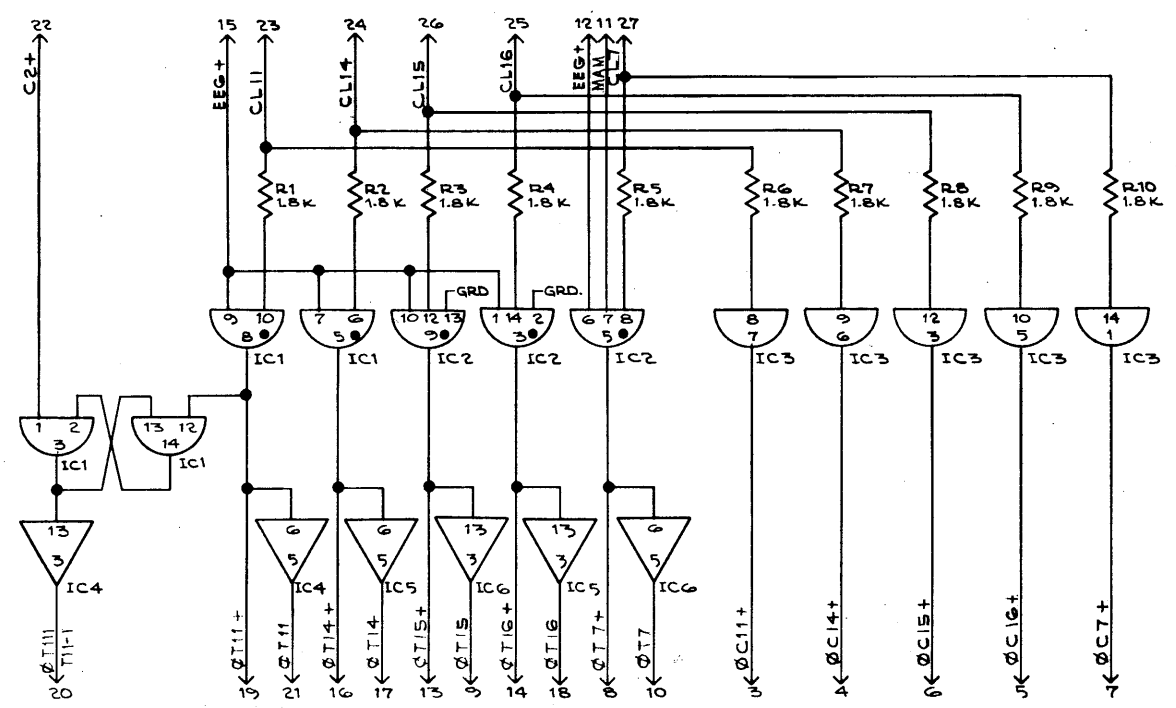 22 15 23 24 26 25 12 11 27
C2+ EEG+ CL11 CL14 CL15 CL16 EEG+ MAM CL7
R1 R2 R3 R4 R5 R6 R7 R8 R9 R10
1.8K 1.8K 1.8K 1.8K 1.8K 1.8K 1.8K 1.8K 1.8K 1.8K
GRD GRD.
9 10 7 6 10 12 13 1 14 2 6 7 8 8 9 12 10 14
8 5 9 3 5 7 6 3 5 1
IC1 IC1 IC2 IC2 IC2 IC3 IC3 IC3 IC3 IC3
1 2 13 12
3 14
IC1 IC1
13 6 6 13 13 6
3 5 5 3 3 5
IC4 IC4 IC5 IC6 IC5 IC6
ØT111 ØT11+ ØT11 ØT14+ ØT14 ØT15+ ØT15 ØT16+ ØT16 ØT7+ ØT7 ØC11+ ØC14+ ØC15+ ØC16+ ØC7+
T11-1
20 19 21 16 17 13 9 14 18 8 10 3 4 6 5 7